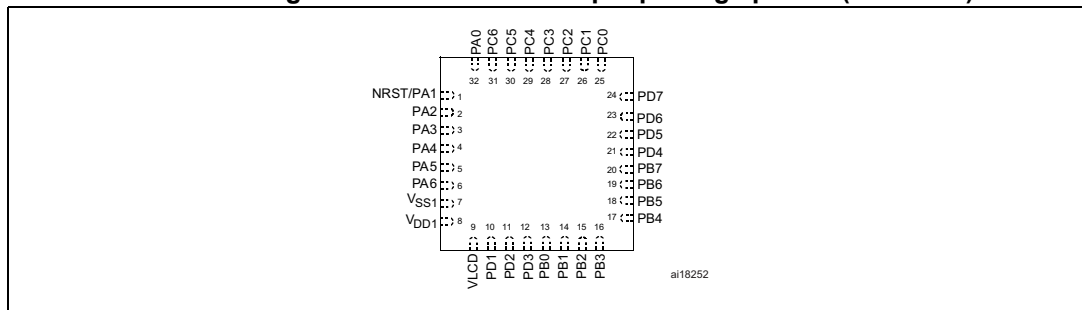 PA0 PC6 PC5 PC4 PC3 PC2 PC1 PC0
32 31 30 29 28 27 26 25
NRST/PA1 1
PA2 2
PA3 3
PA4 4
PA5 5
PA6 6
VSS1 7
VDD1 8
24 PD7
23 PD6
22 PD5
21 PD4
20 PB7
19 PB6
18 PB5
17 PB4
9 10 11 12 13 14 15 16
VLCD PD1 PD2 PD3 PB0 PB1 PB2 PB3
ai18252